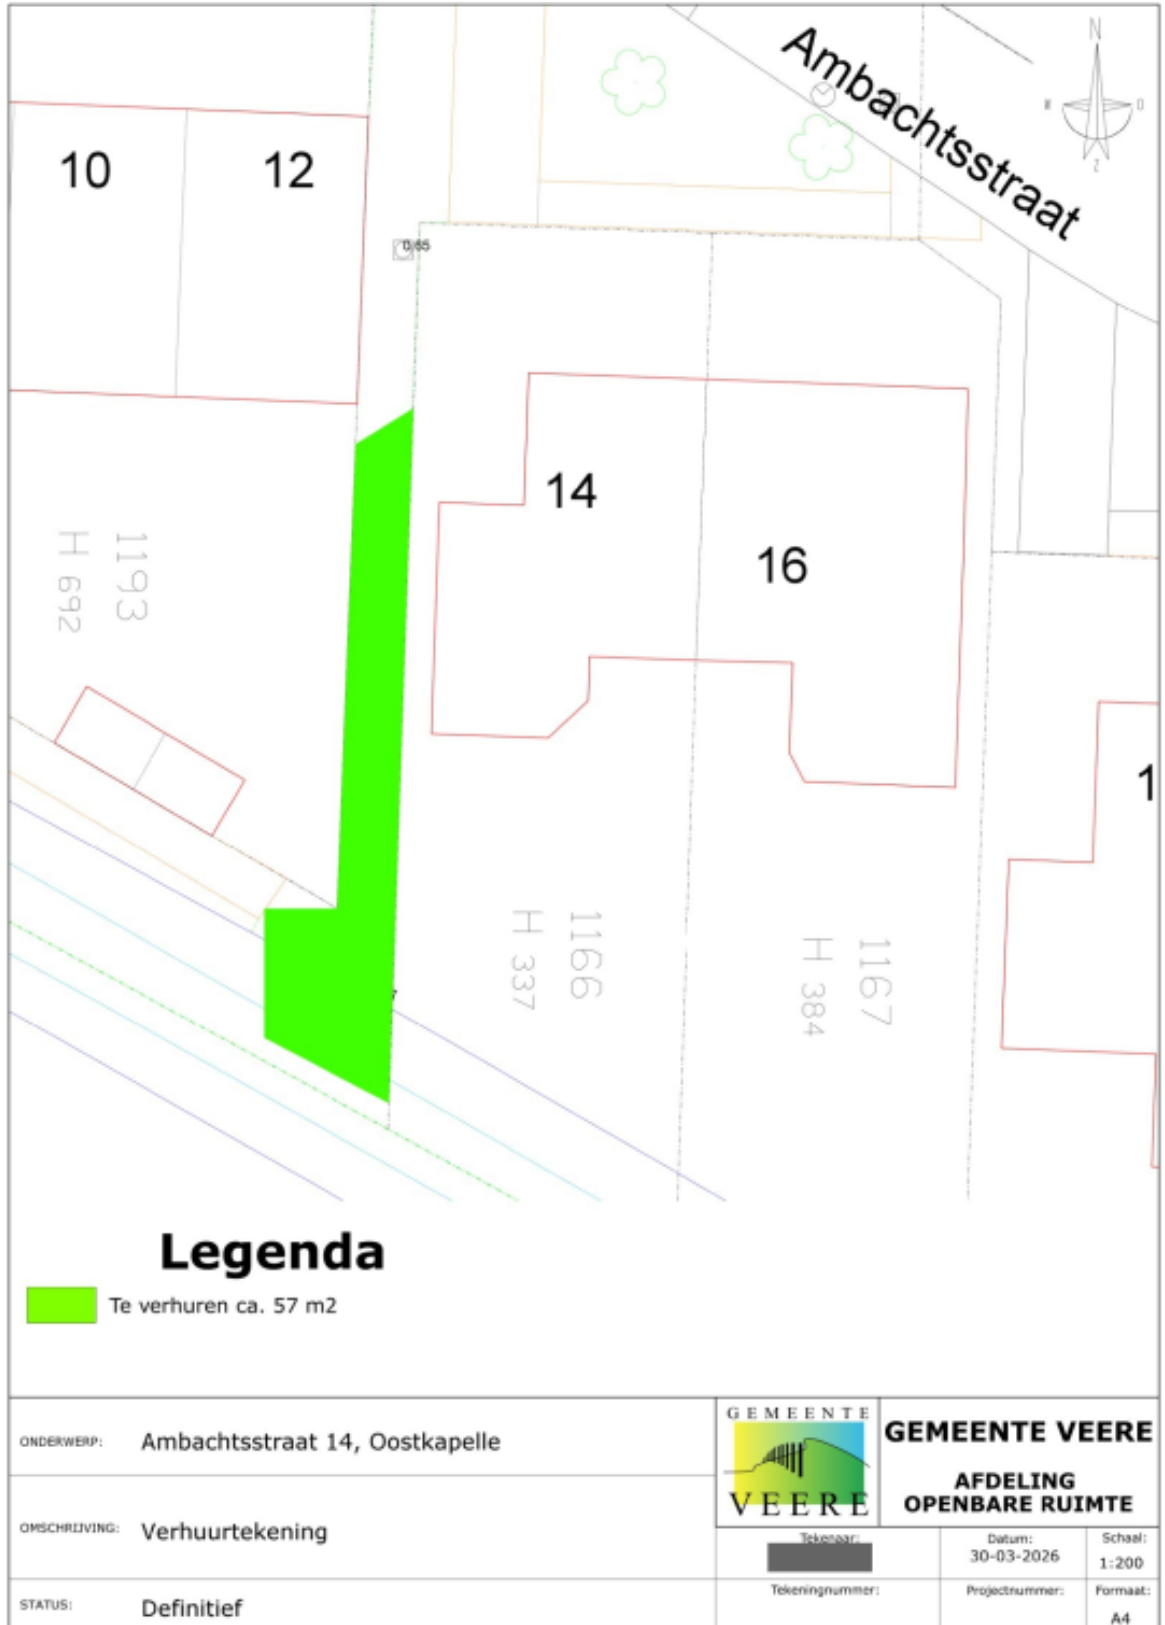 N
W
O
Z
Ambachtsstraat
10
12
0.65
14
16
1193
H 692
1
1166
H 337
1167
H 384
Legenda
Te verhuren ca. 57 m2
ONDERWERP: Ambachtsstraat 14, Oostkapelle
OMSCHRIJVING: Verhuurtekening
STATUS: Definitief
GEMEENTE
VEERE
GEMEENTE VEERE
AFDELING
OPENBARE RUIMTE
Tekenaar:
Datum:
30-03-2026
Schaal:
1:200
Tekeningnummer:
Projectnummer:
Formaat:
A4